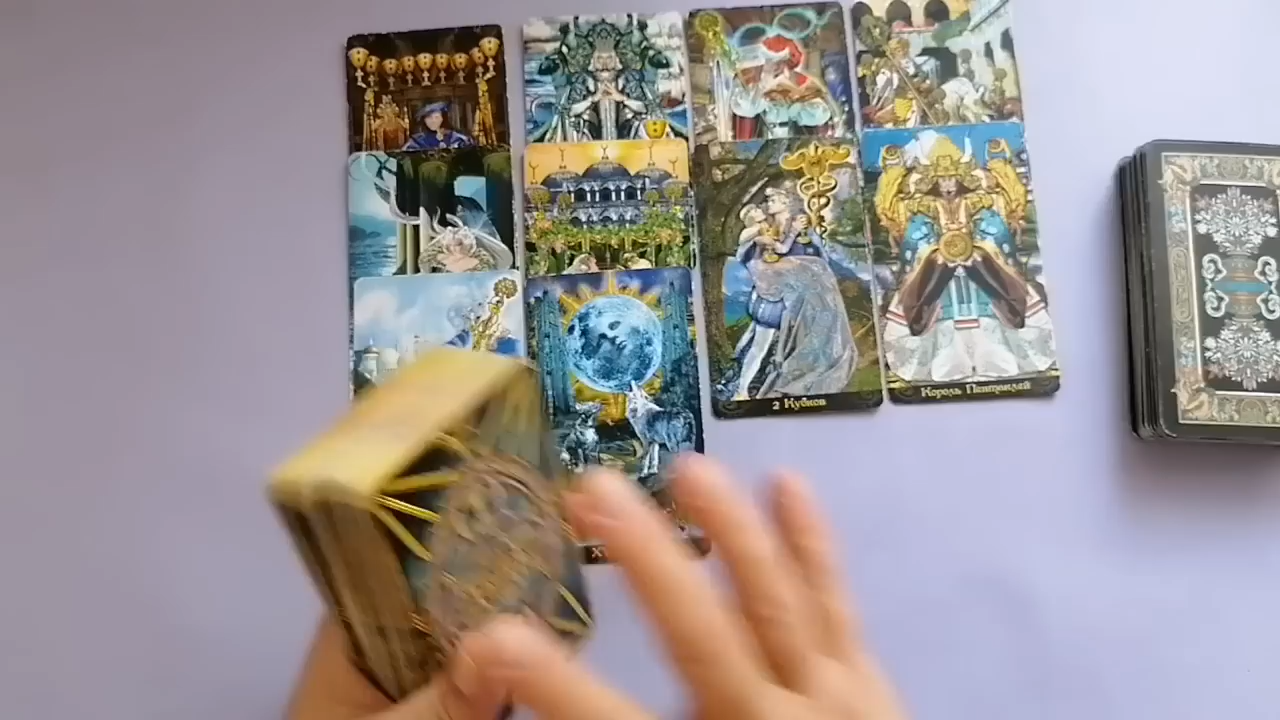 2 Кубков
Король Пентаклей